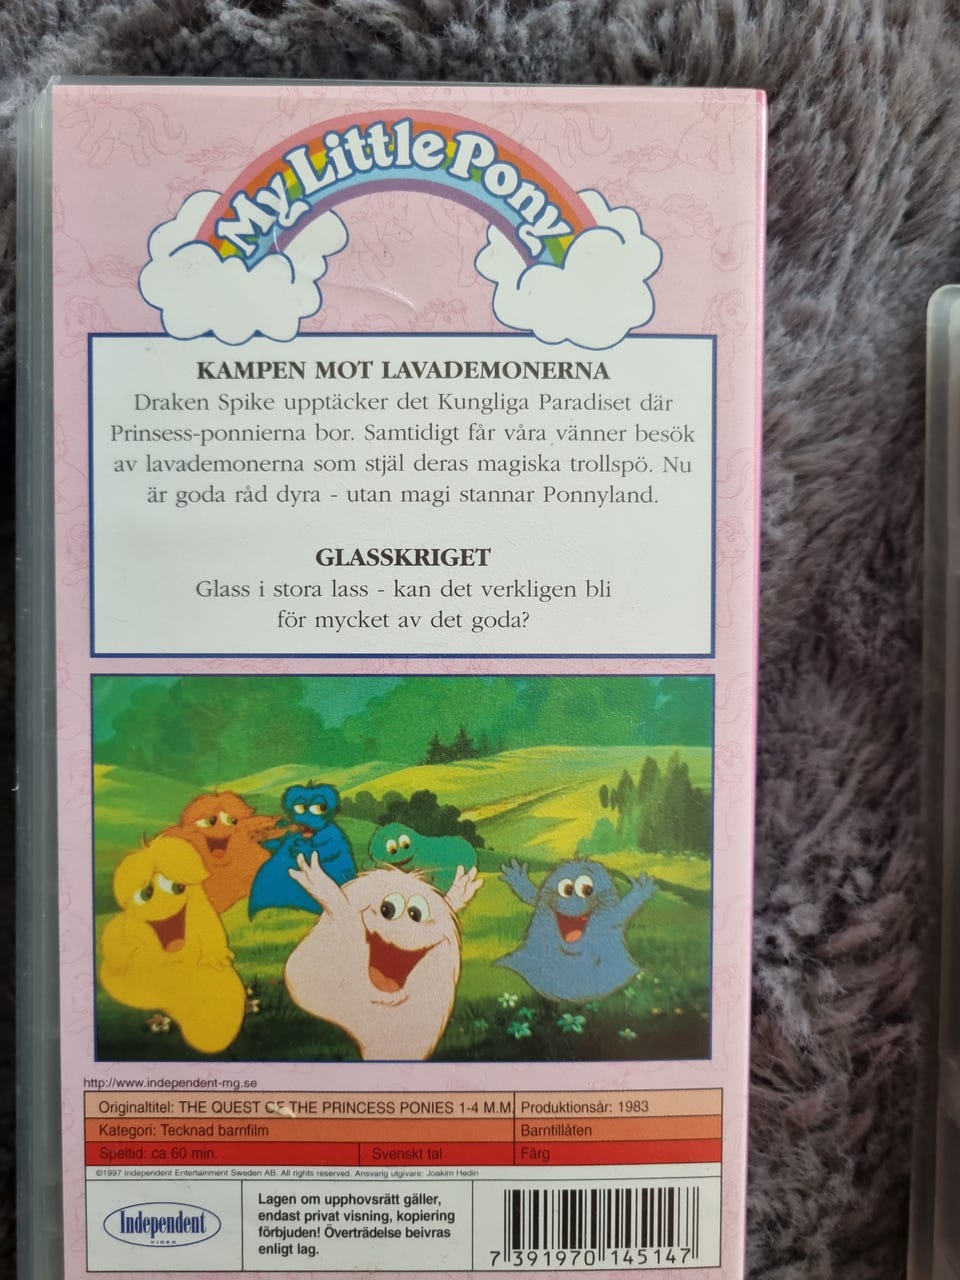 My Little Pony
KAMPEN MOT LAVADEMONERNA
Draken Spike upptäcker det Kungliga Paradiset där
Prinsess-ponnierna bor. Samtidigt får våra vänner besök
av lavademonerna som stjäl deras magiska trollspö. Nu
är goda råd dyra - utan magi stannar Ponnyland.
GLASSKRIGET
Glass i stora lass - kan det verkligen bli
för mycket av det goda?
http://www.independent-mg.se
Originaltitel: THE QUEST OF THE PRINCESS PONIES 1-4 M.M. Produktionsår: 1983
Kategori: Tecknad barnfilm Barntillåten
Speltid: ca 60 min. Svenskt tal Färg
©1997 Independent Entertainment Sweden AB. All rights reserved. Ansvarig utgivare: Joakim Hedin
Independent
VIDEO
Lagen om upphovsrätt gäller,
endast privat visning, kopiering
förbjuden! Överträdelse beivras
enligt lag.
7 391970 145147